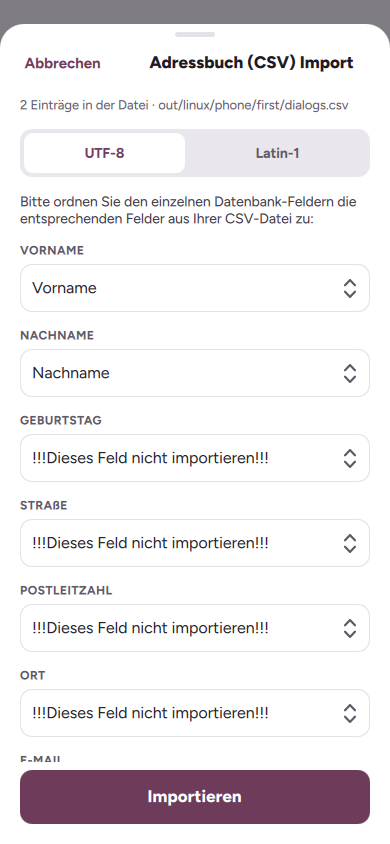 Abbrechen
Adressbuch (CSV) Import
2 Einträge in der Datei · out/linux/phone/first/dialogs.csv
UTF-8
Latin-1
Bitte ordnen Sie den einzelnen Datenbank-Feldern die
entsprechenden Felder aus Ihrer CSV-Datei zu:
VORNAME
Vorname
NACHNAME
Nachname
GEBURTSTAG
!!!Dieses Feld nicht importieren!!!
STRAßE
!!!Dieses Feld nicht importieren!!!
POSTLEITZAHL
!!!Dieses Feld nicht importieren!!!
ORT
!!!Dieses Feld nicht importieren!!!
E-MAIL
Importieren